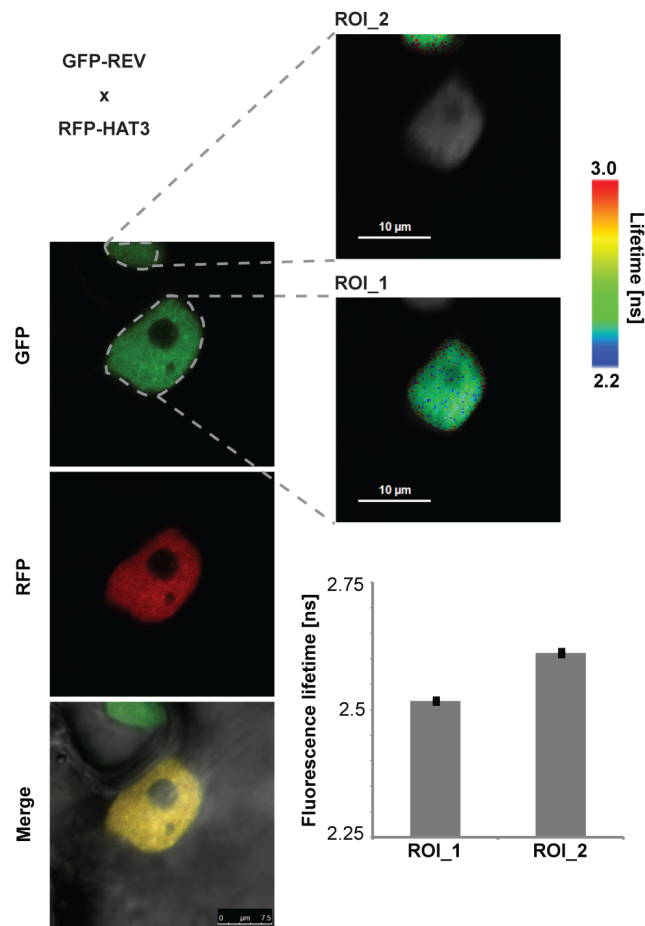 GFP-REV
x
RFP-HAT3
ROI_2
10 µm
3.0
Lifetime [ns]
2.2
ROI_1
10 µm
GFP
RFP
Merge
0 µm 7.5
2.75
2.5
2.25
Fluorescence lifetime [ns]
ROI_1 ROI_2